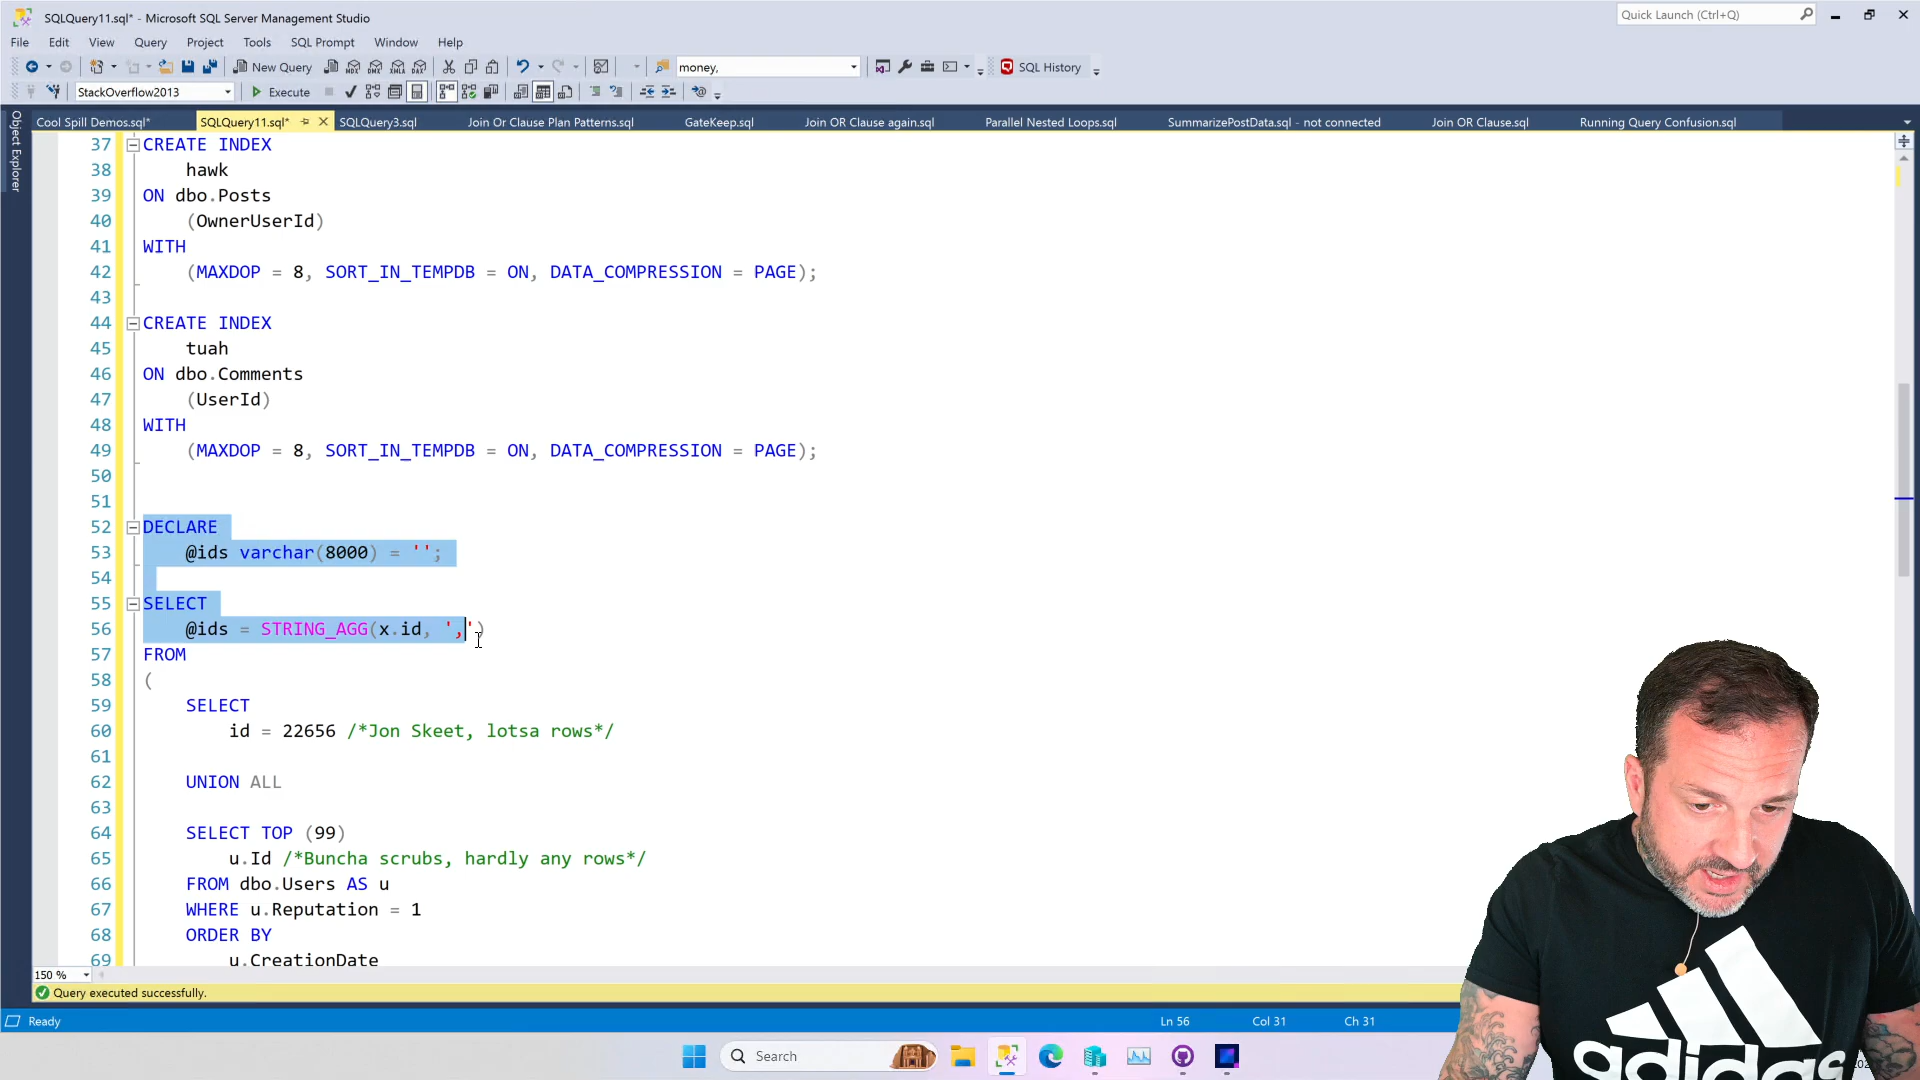 SQLQuery11.sql* - Microsoft SQL Server Management Studio
Quick Launch (Ctrl+Q)
File Edit View Query Project Tools SQL Prompt Window Help
New Query
MDX DMX XMLA DAX
money,
SQL History
StackOverflow2013
Execute
Object Explorer
Cool Spill Demos.sql* SQLQuery11.sql* SQLQuery3.sql Join Or Clause Plan Patterns.sql GateKeep.sql Join OR Clause again.sql Parallel Nested Loops.sql SummarizePostData.sql - not connected Join OR Clause.sql Running Query Confusion.sql
37 CREATE INDEX
38 hawk
39 ON dbo.Posts
40 (OwnerUserId)
41 WITH
42 (MAXDOP = 8, SORT_IN_TEMPDB = ON, DATA_COMPRESSION = PAGE);
43
44 CREATE INDEX
45 tuah
46 ON dbo.Comments
47 (UserId)
48 WITH
49 (MAXDOP = 8, SORT_IN_TEMPDB = ON, DATA_COMPRESSION = PAGE);
50
51
52 DECLARE
53 @ids varchar(8000) = '';
54
55 SELECT
56 @ids = STRING_AGG(x.id, ',')
57 FROM
58 (
59 SELECT
60 id = 22656 /*Jon Skeet, lotsa rows*/
61
62 UNION ALL
63
64 SELECT TOP (99)
65 u.Id /*Buncha scrubs, hardly any rows*/
66 FROM dbo.Users AS u
67 WHERE u.Reputation = 1
68 ORDER BY
69 u.CreationDate
150 %
Query executed successfully.
Ready
Ln 56 Col 31 Ch 31
Search
adidas